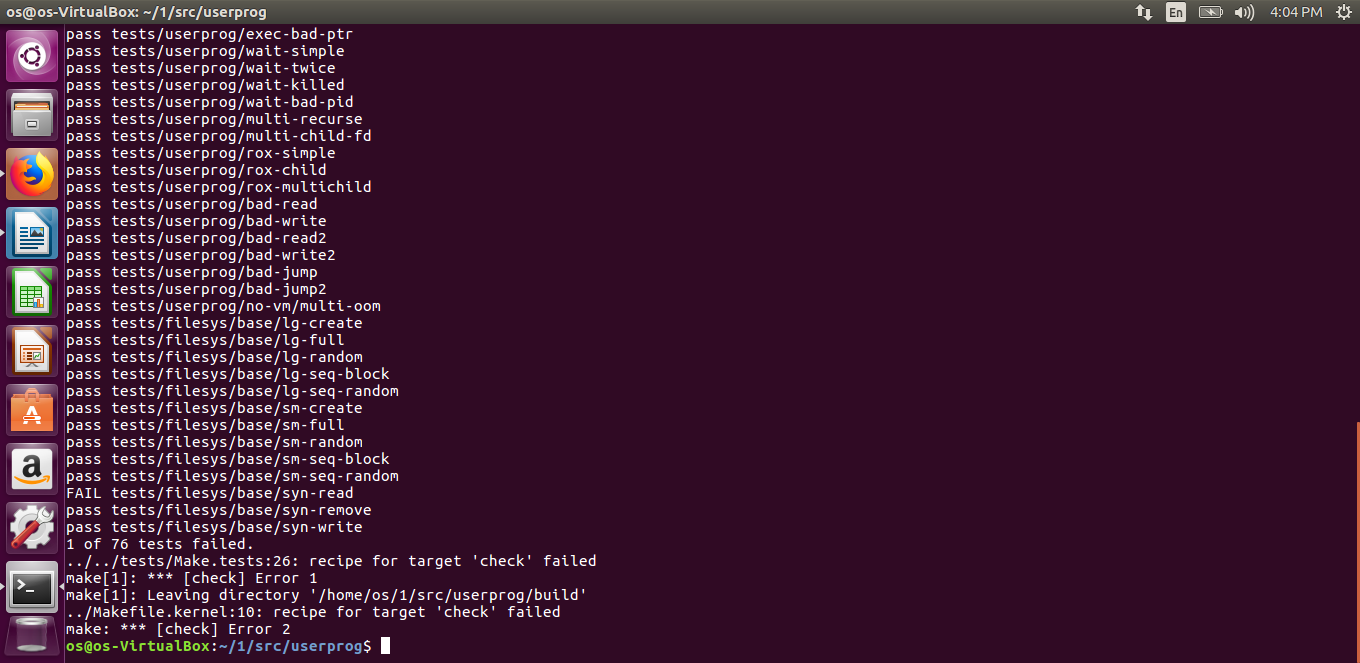 os@os-VirtualBox: ~/1/src/userprog
En
4:04 PM
pass tests/userprog/exec-bad-ptr
pass tests/userprog/wait-simple
pass tests/userprog/wait-twice
pass tests/userprog/wait-killed
pass tests/userprog/wait-bad-pid
pass tests/userprog/multi-recurse
pass tests/userprog/multi-child-fd
pass tests/userprog/rox-simple
pass tests/userprog/rox-child
pass tests/userprog/rox-multichild
pass tests/userprog/bad-read
pass tests/userprog/bad-write
pass tests/userprog/bad-read2
pass tests/userprog/bad-write2
pass tests/userprog/bad-jump
pass tests/userprog/bad-jump2
pass tests/userprog/no-vm/multi-oom
pass tests/filesys/base/lg-create
pass tests/filesys/base/lg-full
pass tests/filesys/base/lg-random
pass tests/filesys/base/lg-seq-block
pass tests/filesys/base/lg-seq-random
pass tests/filesys/base/sm-create
pass tests/filesys/base/sm-full
pass tests/filesys/base/sm-random
pass tests/filesys/base/sm-seq-block
pass tests/filesys/base/sm-seq-random
FAIL tests/filesys/base/syn-read
pass tests/filesys/base/syn-remove
pass tests/filesys/base/syn-write
1 of 76 tests failed.
../../tests/Make.tests:26: recipe for target 'check' failed
make[1]: *** [check] Error 1
make[1]: Leaving directory '/home/os/1/src/userprog/build'
../Makefile.kernel:10: recipe for target 'check' failed
make: *** [check] Error 2
os@os-VirtualBox:~/1/src/userprog$